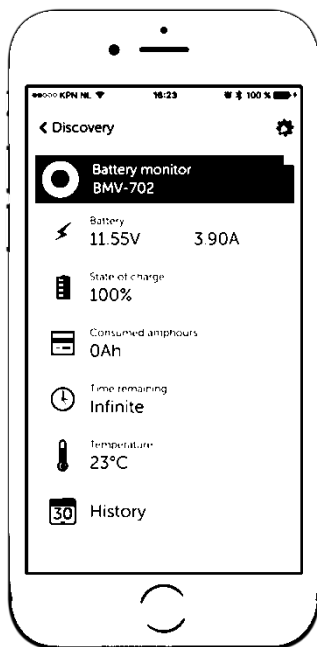 KPN NL 16:23 100 %
< Discovery
Battery monitor
BMV-702
Battery
11.55V 3.90A
State of charge
100%
Consumed amphours
0Ah
Time remaining
Infinite
Temperature
23°C
30 History